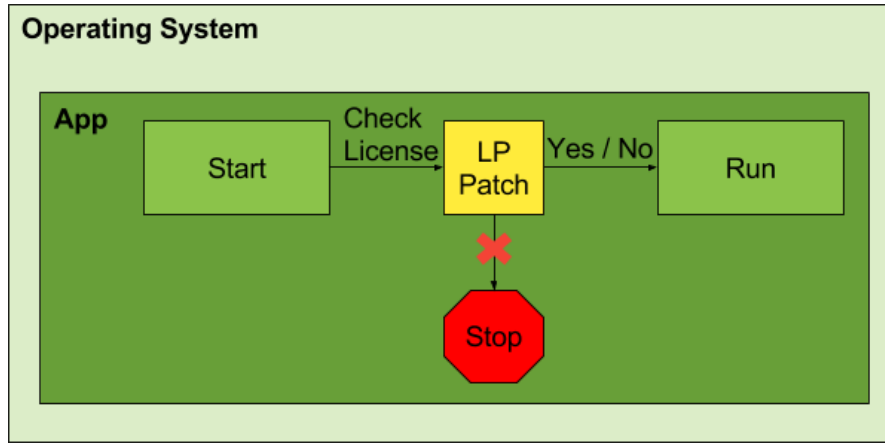 Operating System
App
Start
Check
License
LP
Patch
Yes / No
Run
Stop